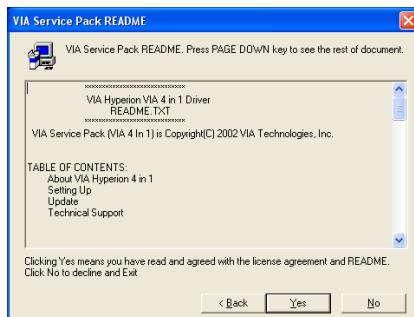 VIA Service Pack README
VIA Service Pack README. Press PAGE DOWN key to see the rest of document.
****************************
VIA Hyperion VIA 4 in 1 Driver
README.TXT
****************************
VIA Service Pack (VIA 4 In 1) is Copyright(C) 2002 VIA Technologies, Inc.
TABLE OF CONTENTS:
About VIA Hyperion 4 in 1
Setting Up
Update
Technical Support
Clicking Yes means you have read and agreed with the license agreement and README.
Click No to decline and Exit
< Back Yes No